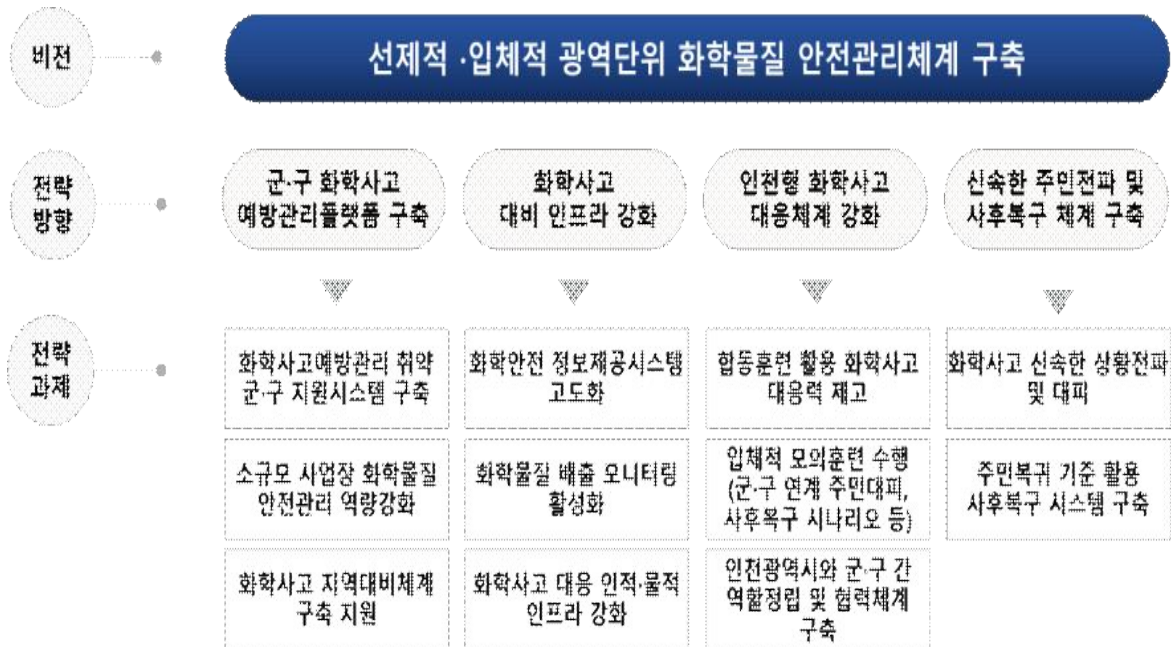 비전
선제적 ·입체적 광역단위 화학물질 안전관리체계 구축
전략
방향
군·구 화학사고
예방관리플랫폼 구축
화학사고
대비 인프라 강화
인천형 화학사고
대응체계 강화
신속한 주민전파 및
사후복구 체계 구축
전략
과제
화학사고예방관리 취약
군·구 지원시스템 구축
화학안전 정보제공시스템
고도화
합동훈련 활용 화학사고
대응력 제고
화학사고 신속한 상황전파
및 대피
소규모 사업장 화학물질
안전관리 역량강화
화학물질 배출 모니터링
활성화
입체적 모의훈련 수행
(군·구 연계 주민대피,
사후복구 시나리오 등)
주민복귀 기준 활용
사후복구 시스템 구축
화학사고 지역대비체계
구축 지원
화학사고 대응 인적·물적
인프라 강화
인천광역시와 군·구 간
역할정립 및 협력체계
구축